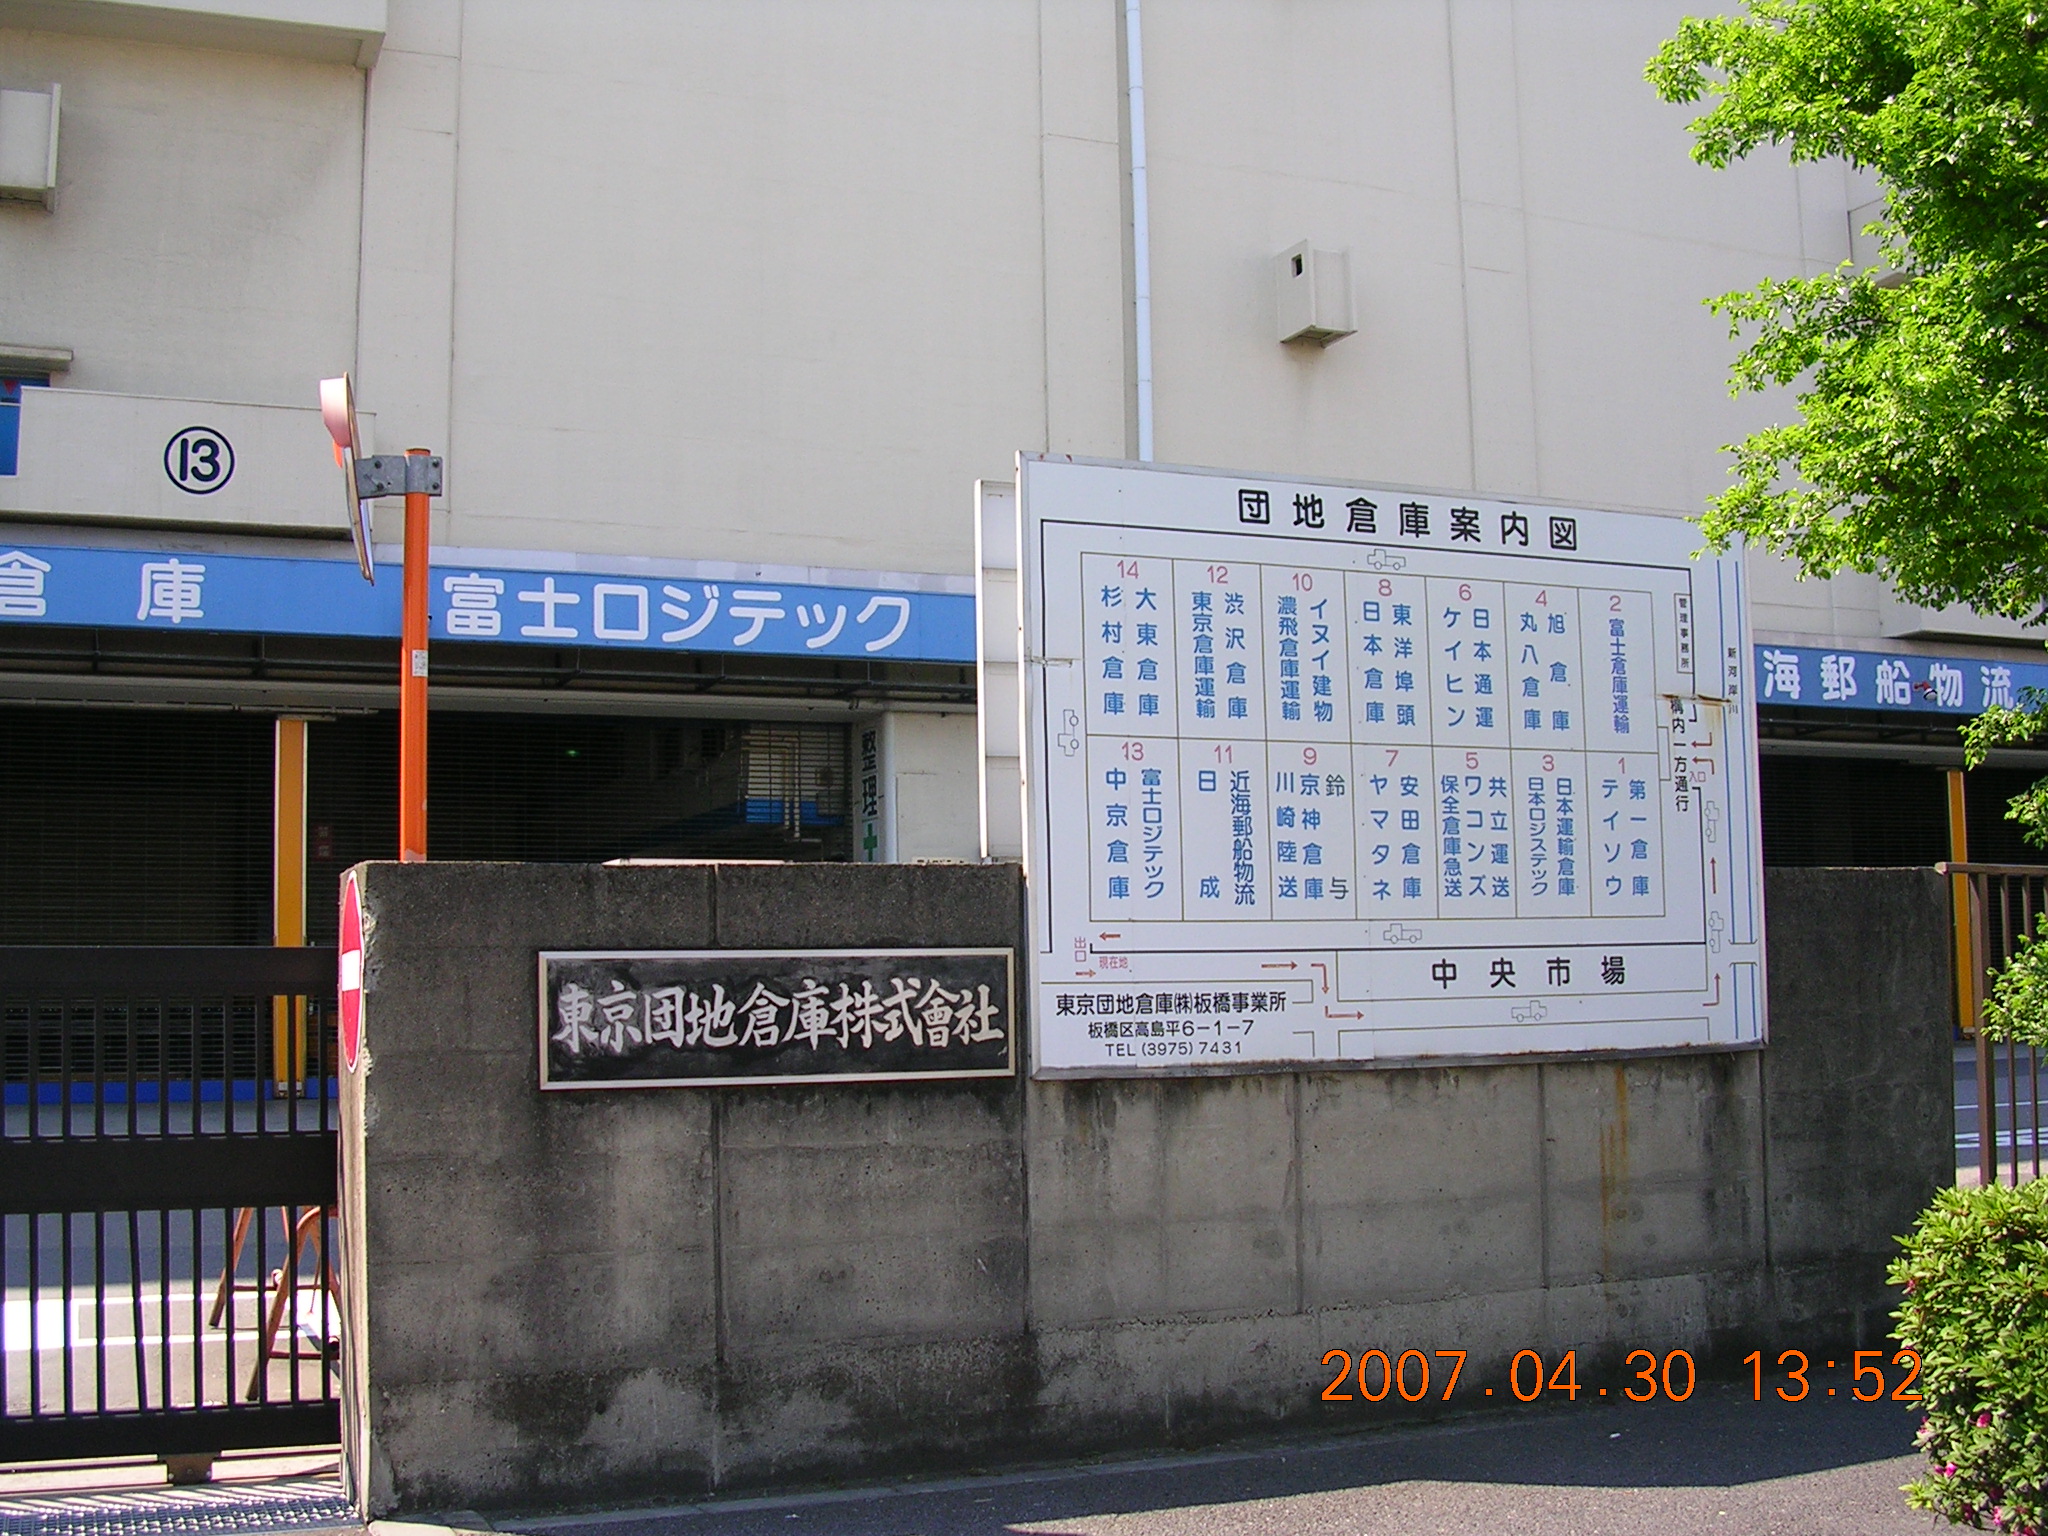 13
倉庫
富士ロジテック
海郵船物流
整理
団地倉庫案内図
14
大東倉庫
杉村倉庫
12
渋沢倉庫
東京倉庫運輸
10
イヌイ建物
濃飛倉庫運輸
8
東洋埠頭
日本倉庫
6
日本通運
ケイヒン
4
旭倉庫
丸八倉庫
2
富士倉庫運輸
13
富士ロジテック
中京倉庫
11
近海郵船物流
日成
9
鈴与
京神倉庫
川崎陸送
7
安田倉庫
ヤマタネ
5
共立運送
ワコンズ
保全倉庫急送
3
日本運輸倉庫
日本ロジステック
1
第一倉庫
テイソウ
管理事務所
新河岸川
構内一方通行
入口
出口
現在地
中央市場
東京団地倉庫㈱板橋事業所
板橋区高島平6-1-7
TEL (3975) 7431
東京団地倉庫株式會社
2007.04.30 13:52